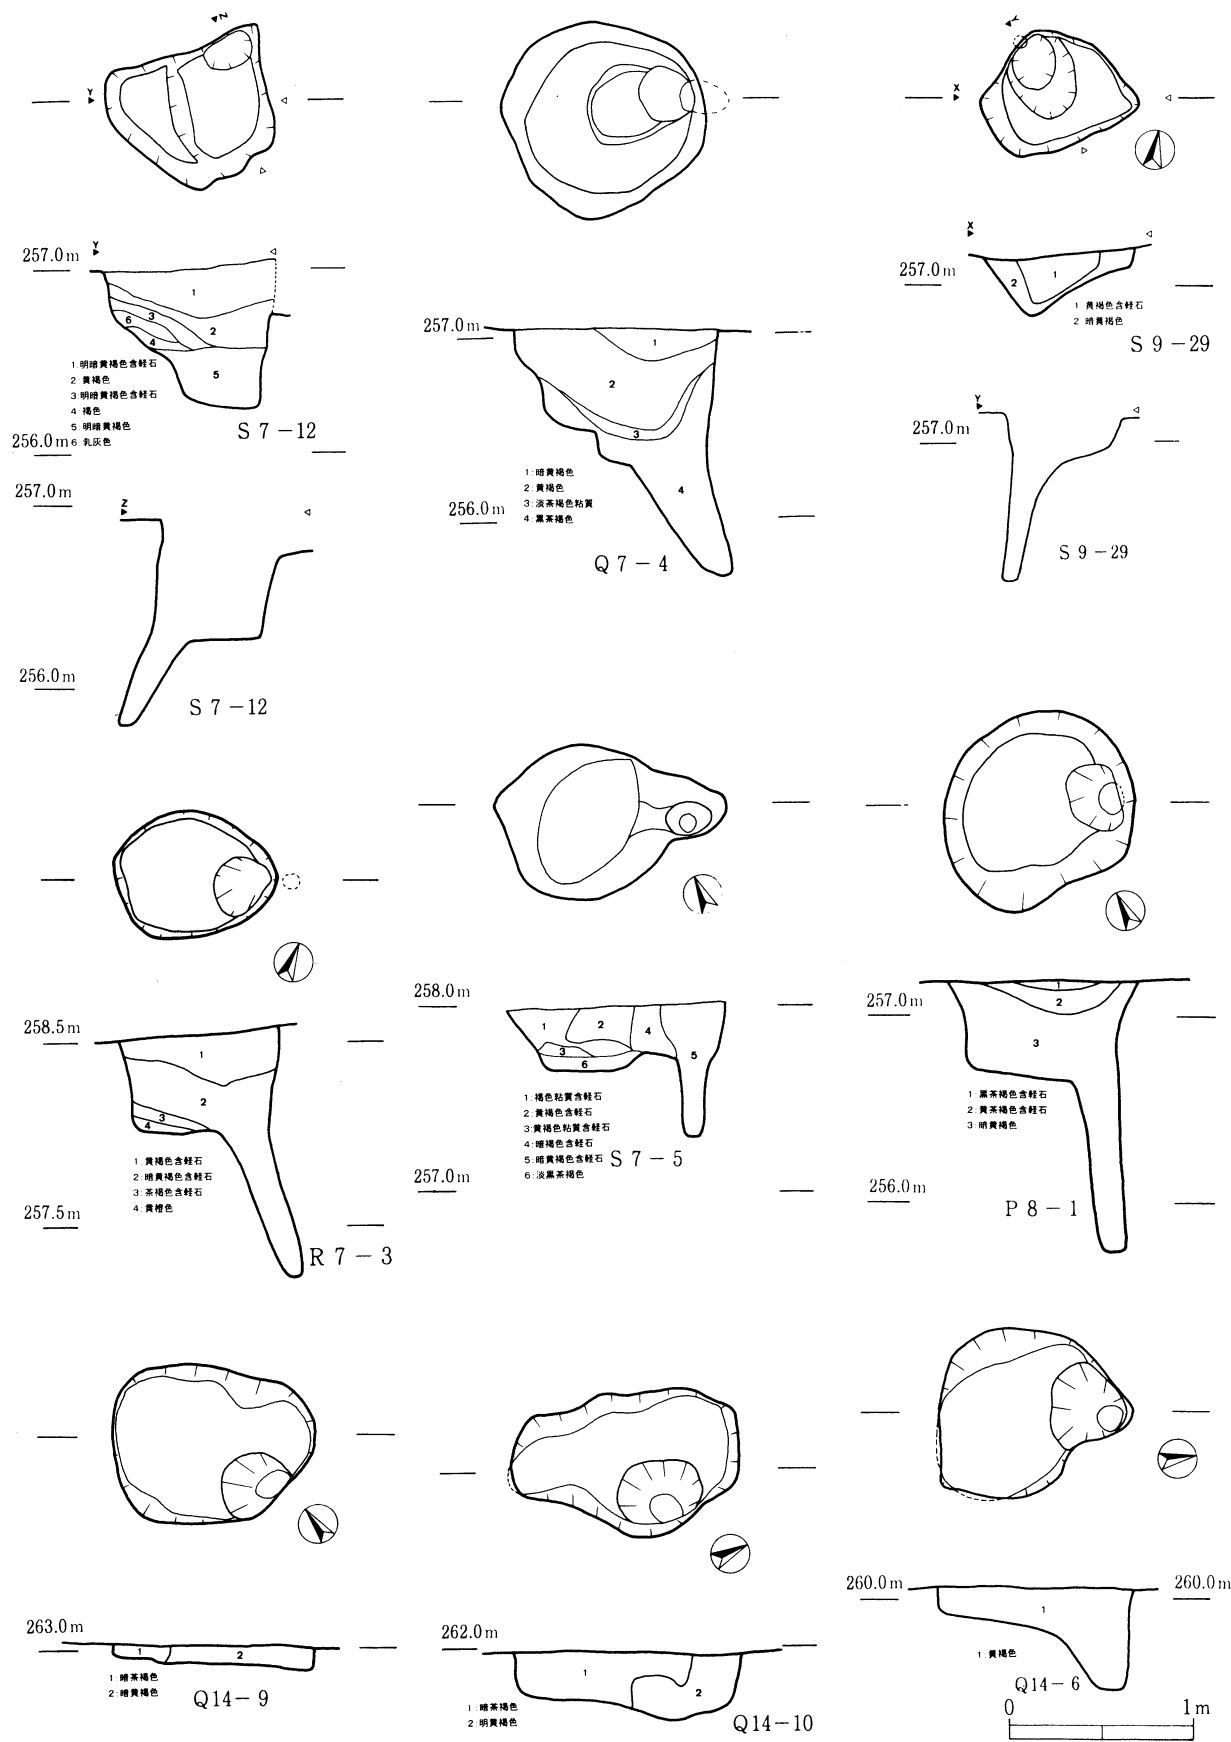 N
Y
Y
257.0m
1
3
6
2
4
5
1:明暗黄褐色含軽石
2:黄褐色
3:明暗黄褐色含軽石
4:褐色
5:明暗黄褐色
6:乳灰色
S 7-12
256.0m
257.0m
Z
256.0m
S 7-12
257.0m
1
2
3
4
1:暗黄褐色
2:黄褐色
3:淡茶褐色粘質
4:黒茶褐色
256.0m
Q 7-4
Y
X
X
257.0m
2
1
1 黄褐色含軽石
2 暗黄褐色
S 9-29
Y
257.0m
S 9-29
258.5m
1
2
3
4
1:黄褐色含軽石
2:暗黄褐色含軽石
3:茶褐色含軽石
4:黄橙色
257.5m
R 7-3
258.0m
1
2
4
3
5
6
1:褐色粘質含軽石
2:黄褐色含軽石
3:黄褐色粘質含軽石
4:暗褐色含軽石
5:暗黄褐色含軽石
6:淡黒茶褐色
S 7-5
257.0m
257.0m
1
2
3
1:黒茶褐色含軽石
2:黄茶褐色含軽石
3:明黄褐色
256.0m
P 8-1
263.0m
1
2
1:暗茶褐色
2:暗黄褐色
Q14-9
262.0m
1
2
1:暗茶褐色
2:明黄褐色
Q14-10
260.0m
260.0m
1
1:黄褐色
Q14-6
0
1m